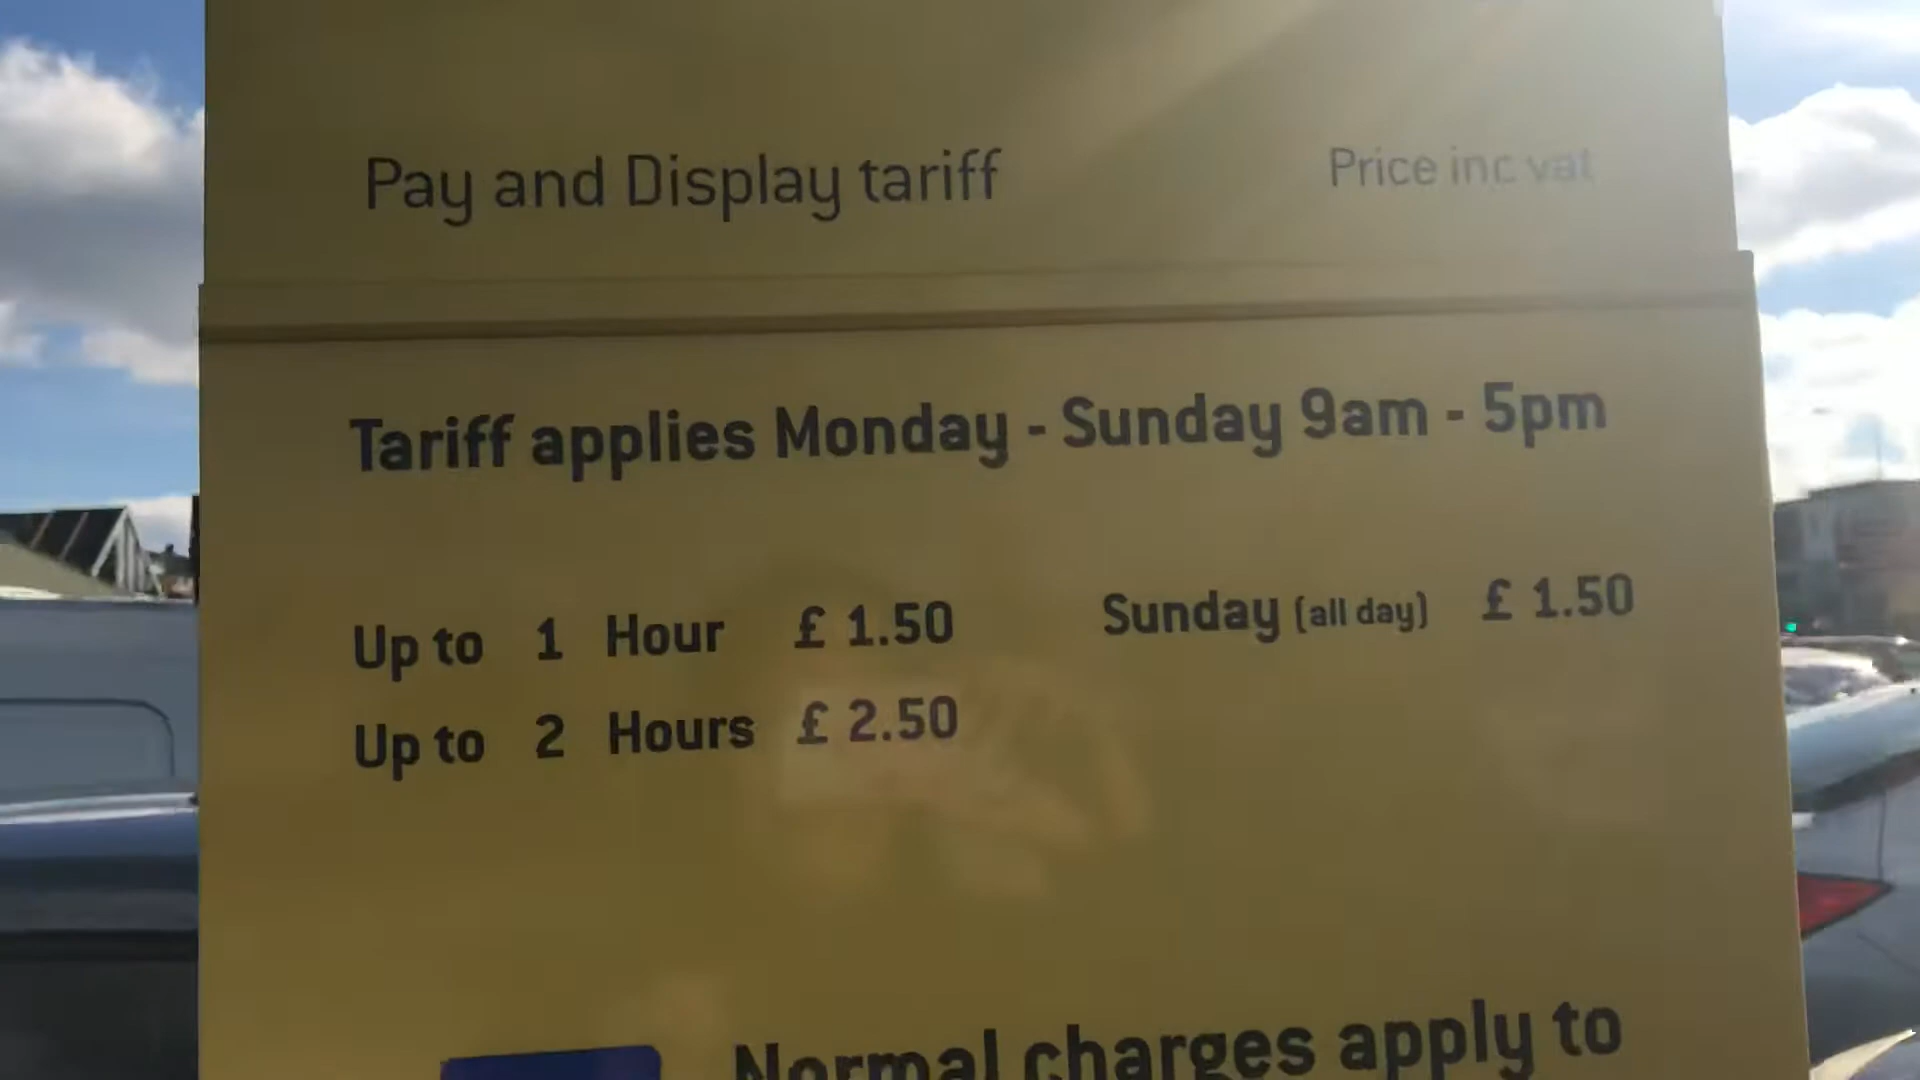 Pay and Display tariff Price inc vat
Tariff applies Monday - Sunday 9am - 5pm
Up to 1 Hour £ 1.50 Sunday (all day) £ 1.50
Up to 2 Hours £ 2.50
Normal charges apply to